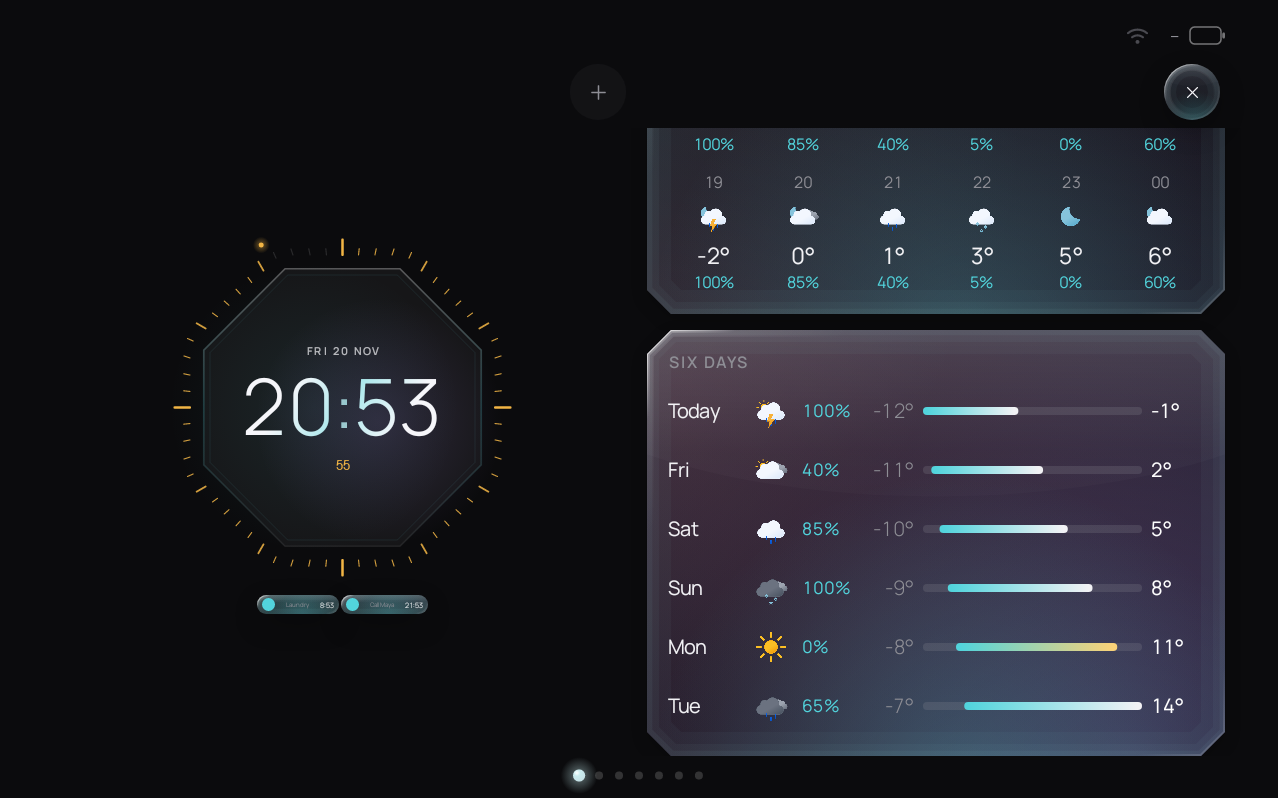 –
+
100% 85% 40% 5% 0% 60%
19 20 21 22 23 00
-2° 0° 1° 3° 5° 6°
100% 85% 40% 5% 0% 60%
FRI 20 NOV
20:53
55
Laundry 8:53 Call Maya 21:53
SIX DAYS
Today 100% -12° -1°
Fri 40% -11° 2°
Sat 85% -10° 5°
Sun 100% -9° 8°
Mon 0% -8° 11°
Tue 65% -7° 14°